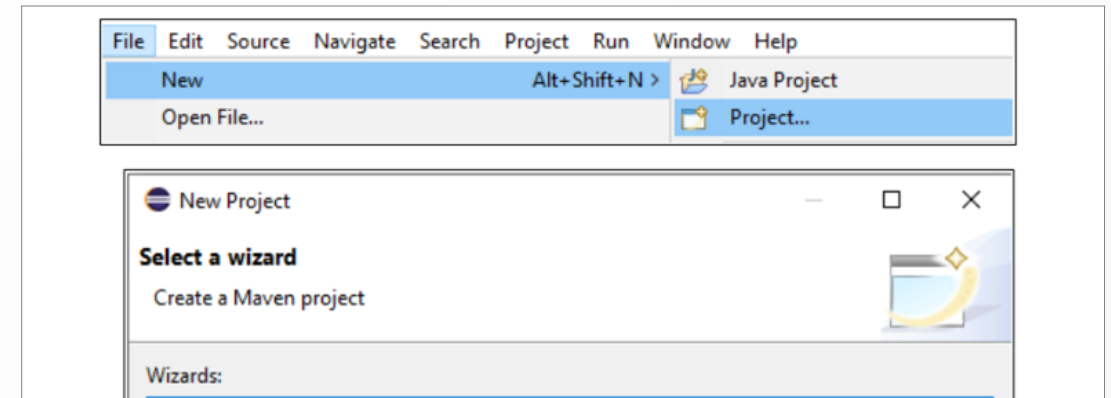 File Edit Source Navigate Search Project Run Window Help
New Alt+Shift+N > Java Project
Open File... Project...
New Project
Select a wizard
Create a Maven project
Wizards: